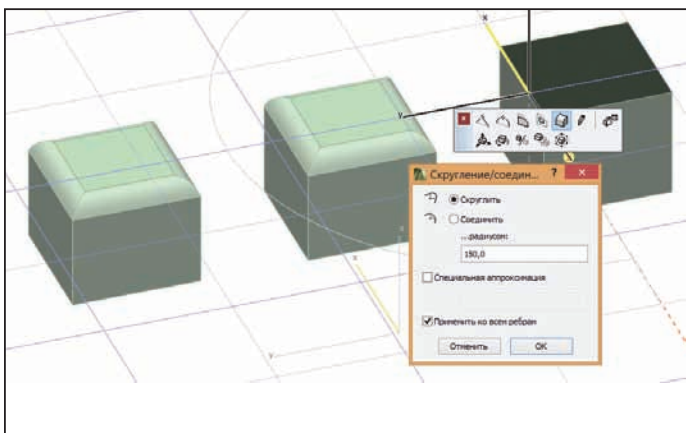 x
y
Скругление/соедин... ? ×
Скруглить
Соединить
...радиусом:
150,0
Специальная аппроксимация
Применить ко всем ребрам
Отменить OK